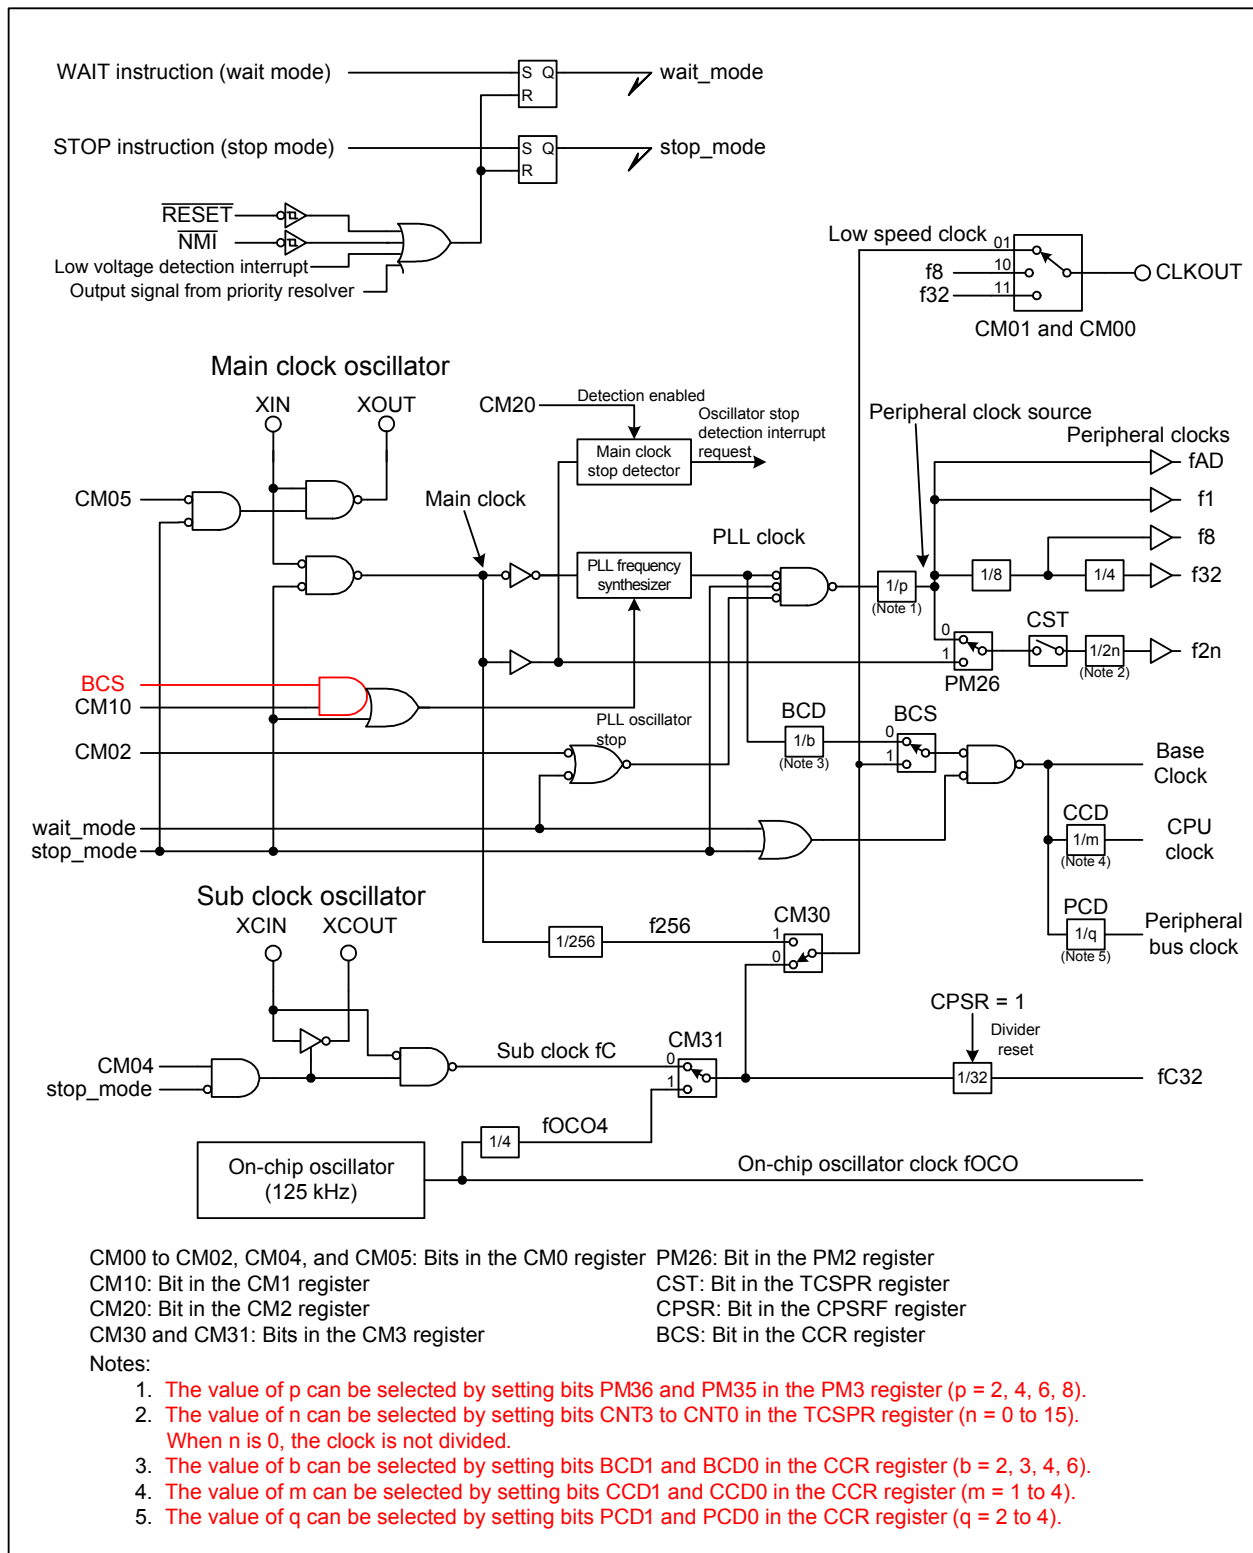 WAIT instruction (wait mode)
S Q
R
wait_mode
STOP instruction (stop mode)
S Q
R
stop_mode
RESET
NMI
Low voltage detection interrupt
Output signal from priority resolver
Low speed clock
01
f8
10
f32
11
CLKOUT
CM01 and CM00
Main clock oscillator
XIN
XOUT
CM20
Detection enabled
Oscillator stop
detection interrupt
request
Main clock
stop detector
Peripheral clock source
Peripheral clocks
fAD
f1
f8
f32
f2n
CM05
Main clock
PLL frequency
synthesizer
PLL clock
1/p
(Note 1)
1/8
1/4
0
1
PM26
CST
1/2n
(Note 2)
BCS
CM10
CM02
PLL oscillator
stop
BCD
1/b
(Note 3)
BCS
0
1
Base
Clock
wait_mode
stop_mode
CCD
1/m
(Note 4)
CPU
clock
PCD
1/q
(Note 5)
Peripheral
bus clock
Sub clock oscillator
XCIN
XCOUT
1/256
f256
CM30
1
0
CM04
stop_mode
Sub clock fC
CM31
0
1
CPSR = 1
Divider
reset
1/32
fC32
fOCO4
1/4
On-chip oscillator
(125 kHz)
On-chip oscillator clock fOCO
CM00 to CM02, CM04, and CM05: Bits in the CM0 register
PM26: Bit in the PM2 register
CM10: Bit in the CM1 register
CST: Bit in the TCSPR register
CM20: Bit in the CM2 register
CPSR: Bit in the CPSRF register
CM30 and CM31: Bits in the CM3 register
BCS: Bit in the CCR register
Notes:
1. The value of p can be selected by setting bits PM36 and PM35 in the PM3 register (p = 2, 4, 6, 8).
2. The value of n can be selected by setting bits CNT3 to CNT0 in the TCSPR register (n = 0 to 15).
When n is 0, the clock is not divided.
3. The value of b can be selected by setting bits BCD1 and BCD0 in the CCR register (b = 2, 3, 4, 6).
4. The value of m can be selected by setting bits CCD1 and CCD0 in the CCR register (m = 1 to 4).
5. The value of q can be selected by setting bits PCD1 and PCD0 in the CCR register (q = 2 to 4).